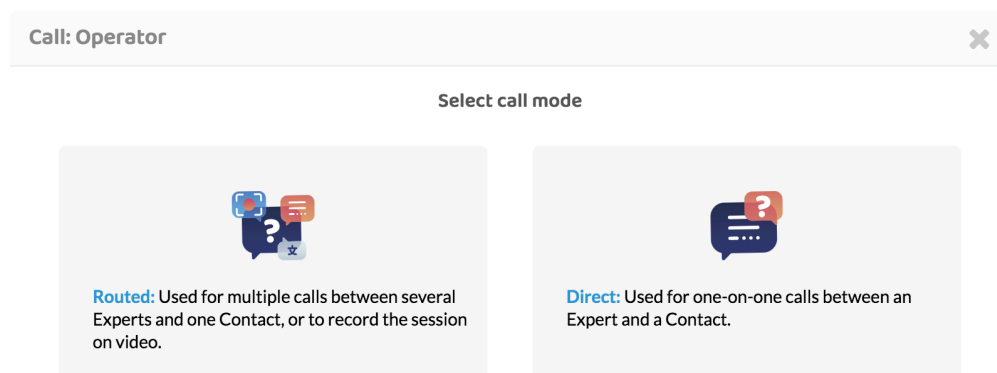 Call: Operator
Select call mode
Routed: Used for multiple calls between several
Experts and one Contact, or to record the session
on video.
Direct: Used for one-on-one calls between an
Expert and a Contact.